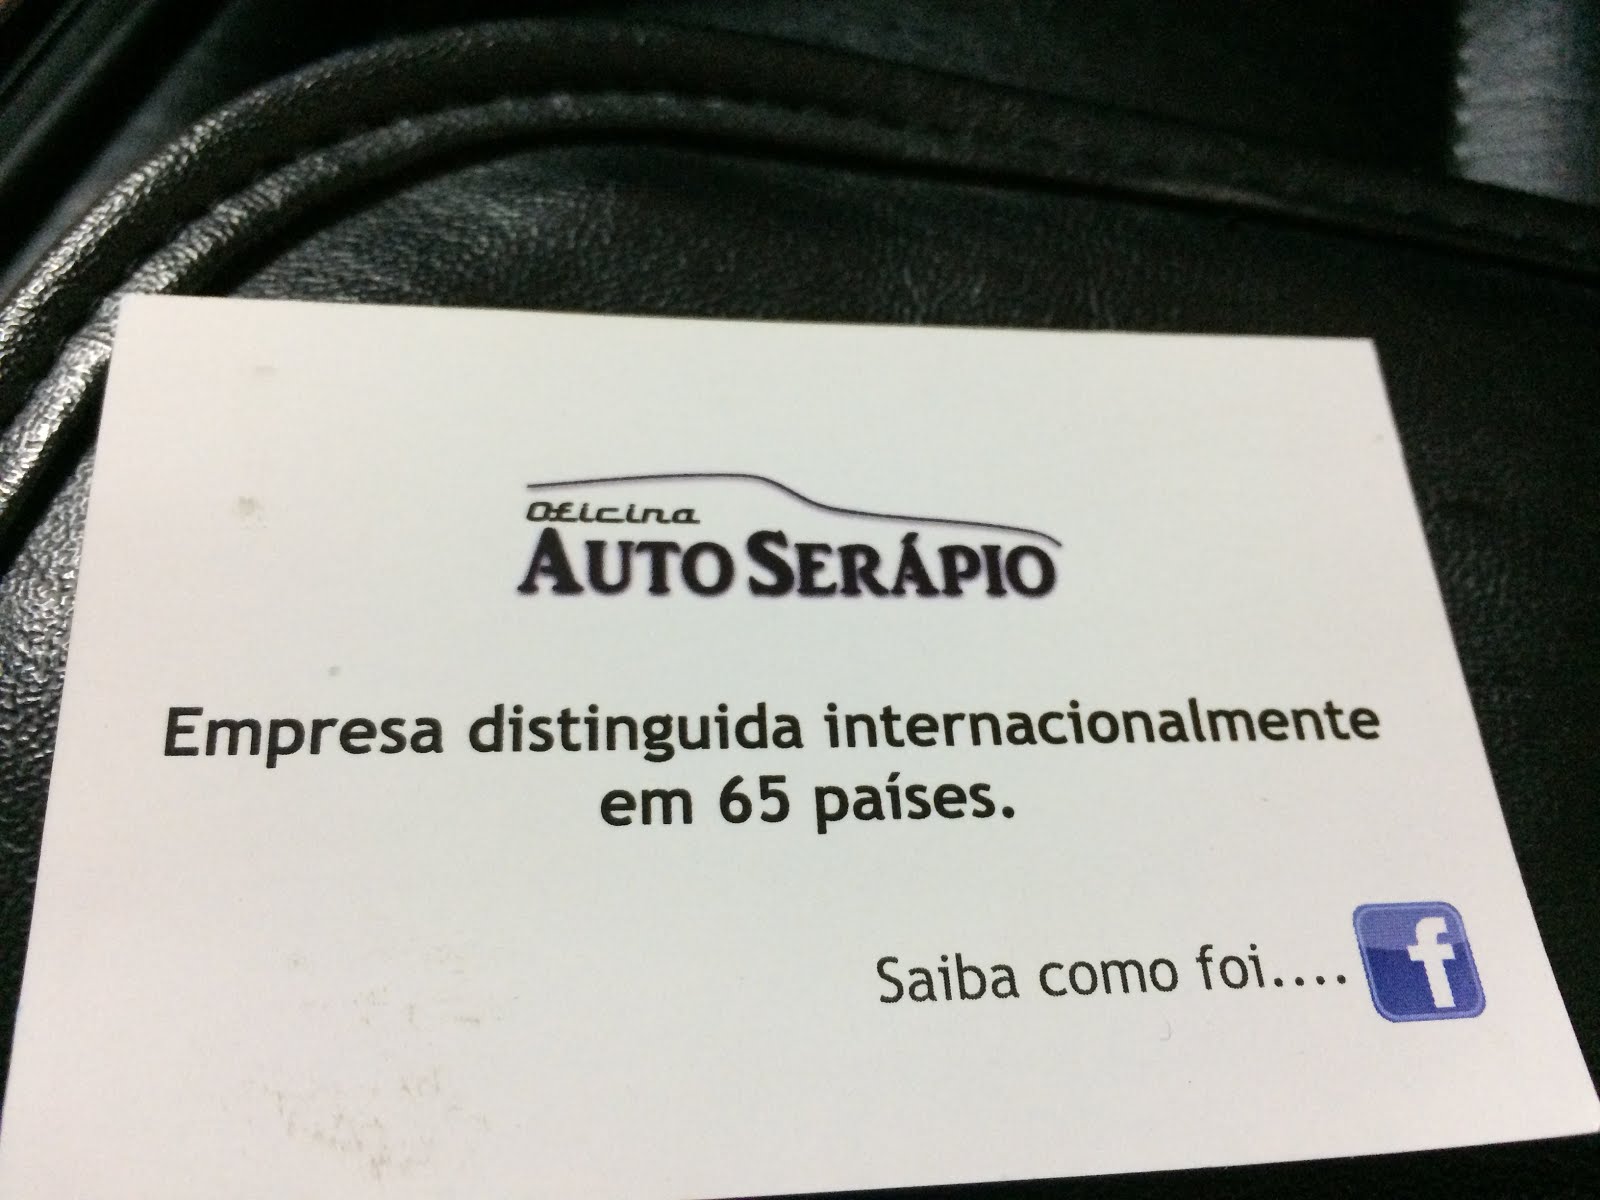 Oficina
AUTO SERÁPIO
Empresa distinguida internacionalmente
em 65 países.
Saiba como foi....
f